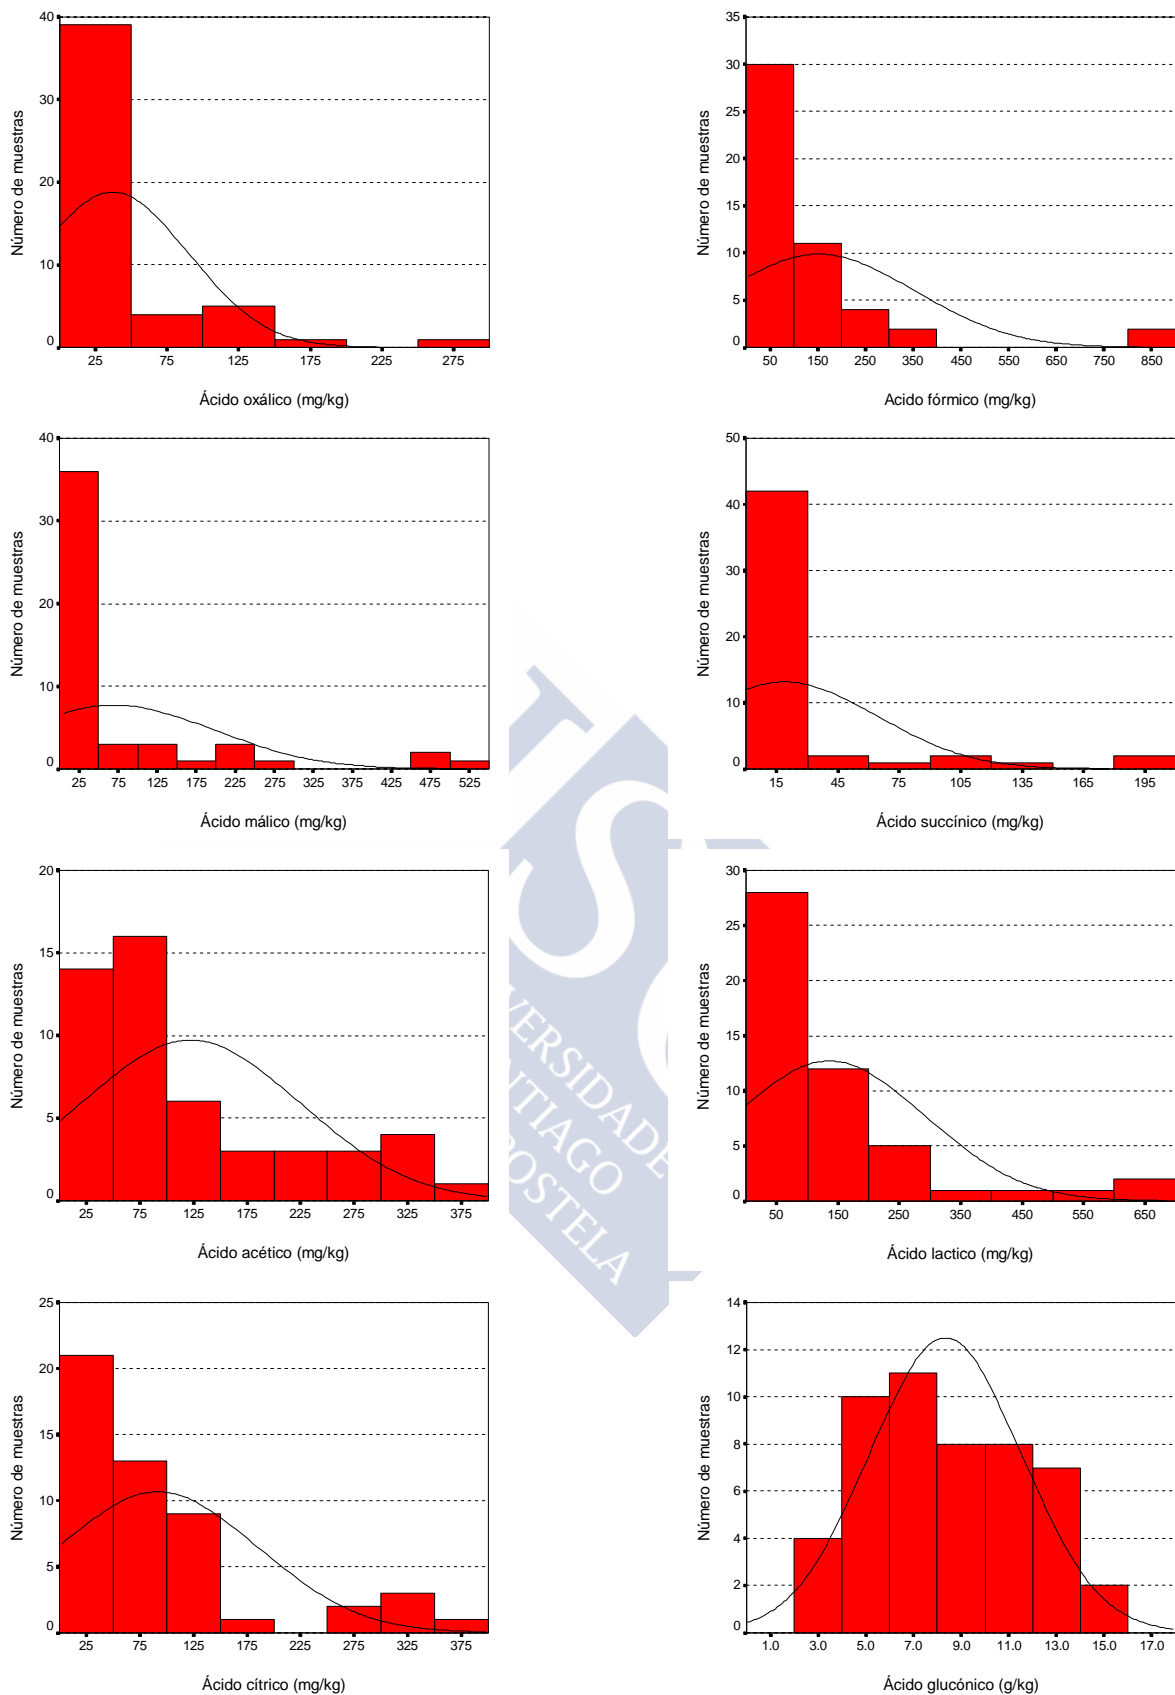 40
30
20
10
0
Número de muestras
25 75 125 175 225 275
Ácido oxálico (mg/kg)
35
30
25
20
15
10
5
0
Número de muestras
50 150 250 350 450 550 650 750 850
Acido fórmico (mg/kg)
40
30
20
10
0
Número de muestras
25 75 125 175 225 275 325 375 425 475 525
Ácido málico (mg/kg)
50
40
30
20
10
0
Número de muestras
15 45 75 105 135 165 195
Ácido succínico (mg/kg)
20
15
10
5
0
Número de muestras
25 75 125 175 225 275 325 375
Ácido acético (mg/kg)
30
25
20
15
10
5
0
Número de muestras
50 150 250 350 450 550 650
Ácido lactico (mg/kg)
25
20
15
10
5
0
Número de muestras
25 75 125 175 225 275 325 375
Ácido cítrico (mg/kg)
14
12
10
8
6
4
2
0
Número de muestras
1.0 3.0 5.0 7.0 9.0 11.0 13.0 15.0 17.0
Ácido glucónico (g/kg)